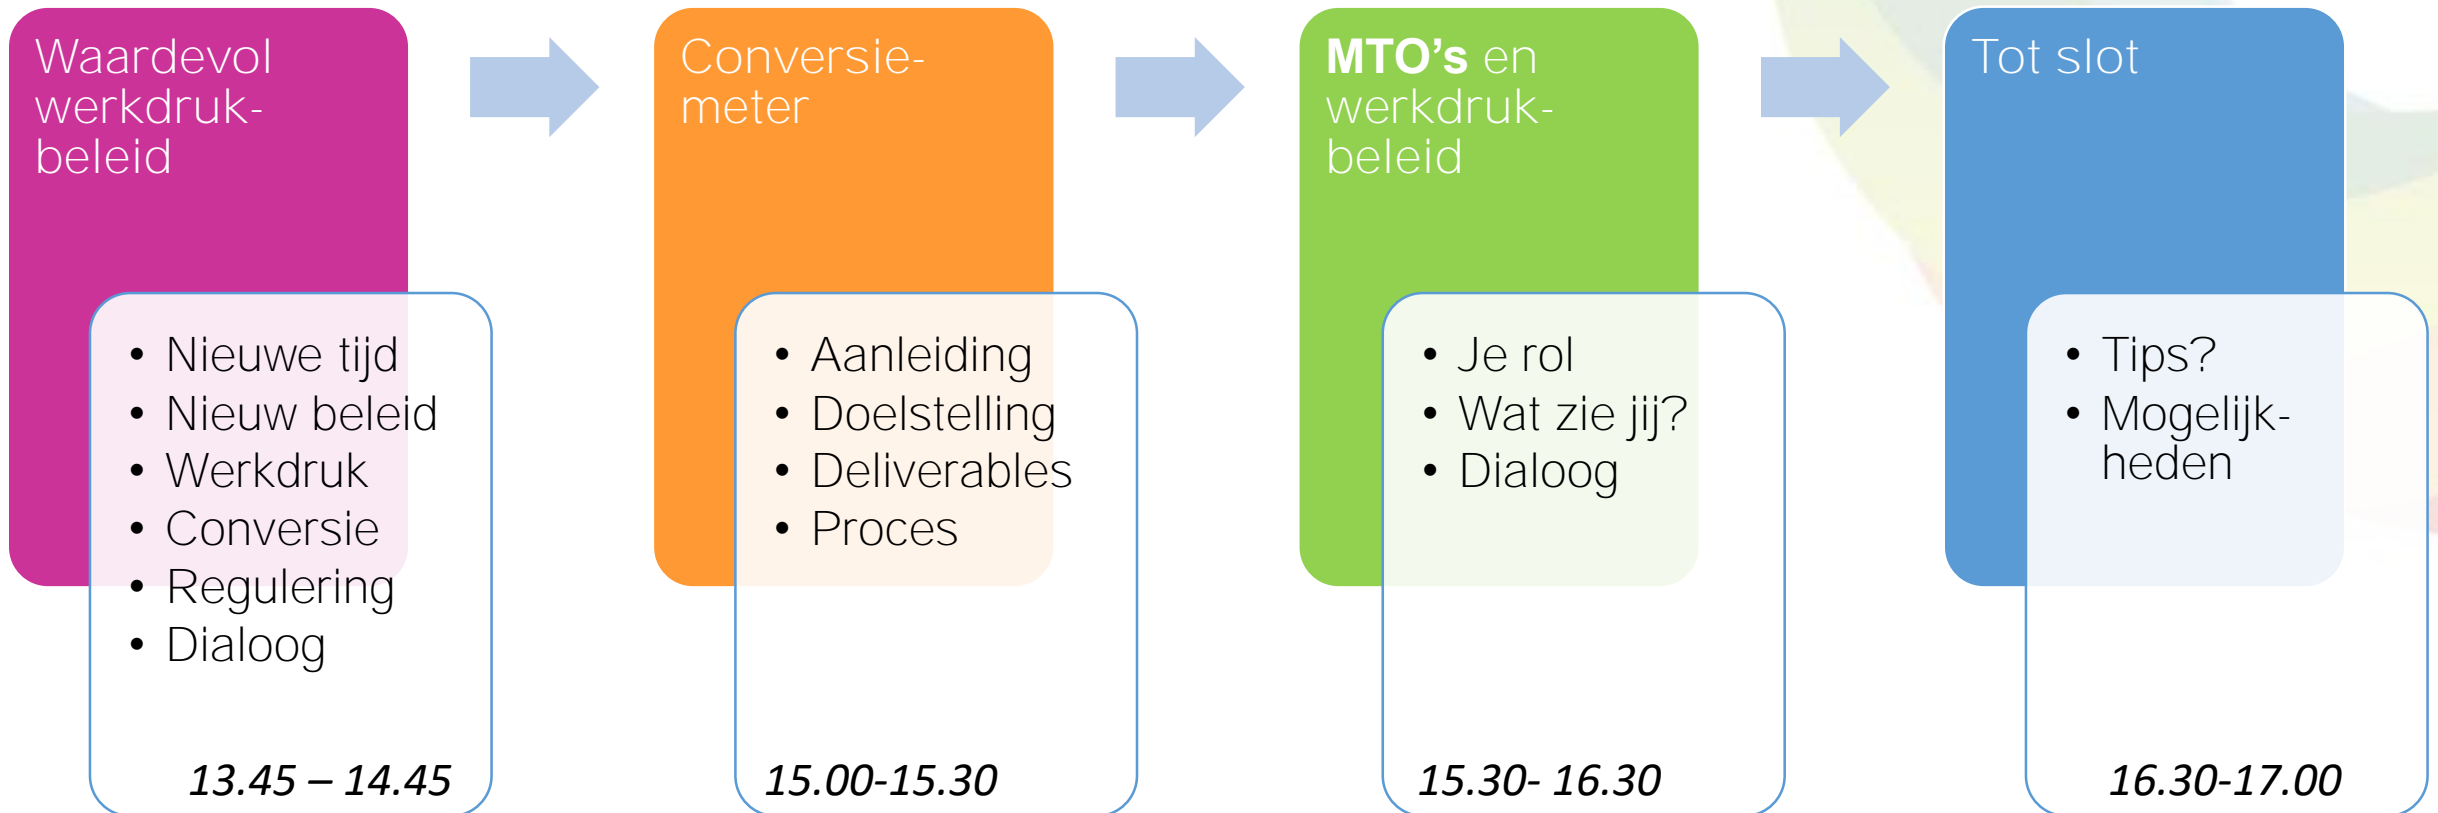 Waardevol
werkdruk-
beleid
• Nieuwe tijd
• Nieuw beleid
• Werkdruk
• Conversie
• Regulering
• Dialoog
13.45 – 14.45
Conversie-
meter
• Aanleiding
• Doelstelling
• Deliverables
• Proces
15.00-15.30
MTO's en
werkdruk-
beleid
• Je rol
• Wat zie jij?
• Dialoog
15.30- 16.30
Tot slot
• Tips?
• Mogelijk-
heden
16.30-17.00